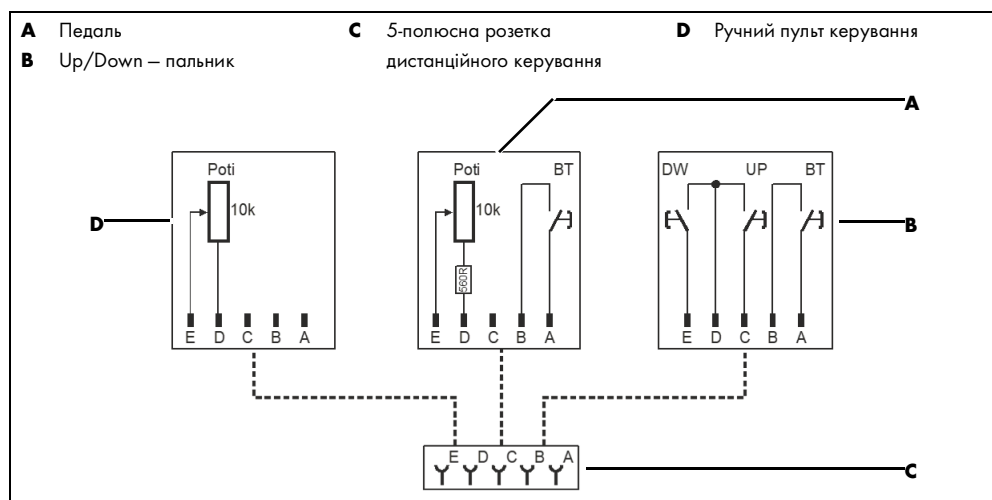 A Педаль
B Up/Down – пальник
C 5-полюсна розетка
дистанційного керування
D Ручний пульт керування
A
Poti
10k
E D C B A
D
Poti BT
10k
560R
E D C B A
DW UP BT
E D C B A
B
E D C B A
C